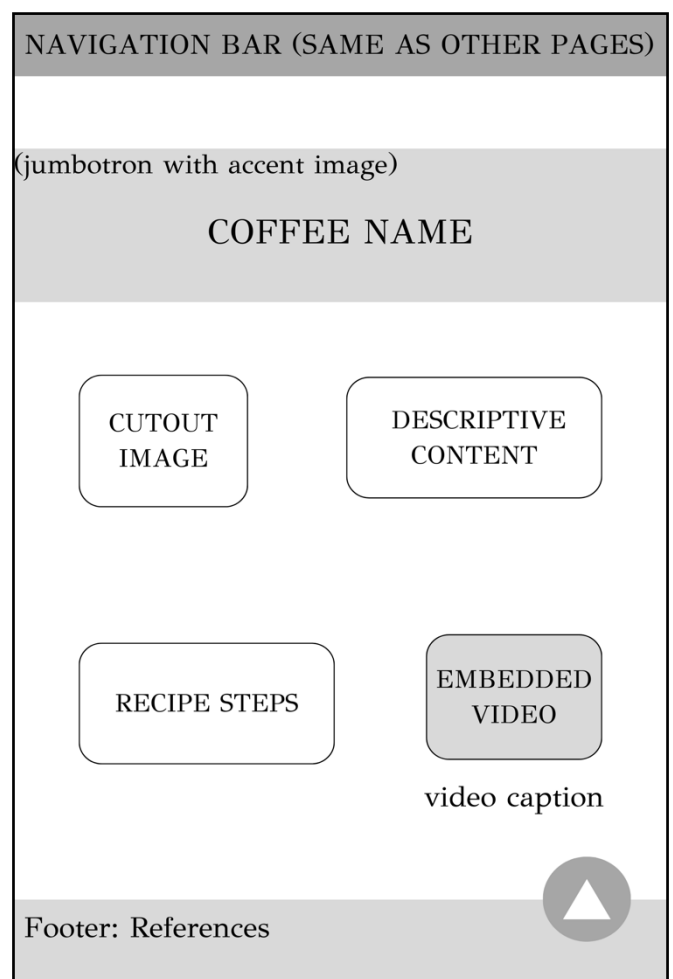 NAVIGATION BAR (SAME AS OTHER PAGES)
(jumbotron with accent image)
COFFEE NAME
CUTOUT
IMAGE
DESCRIPTIVE
CONTENT
RECIPE STEPS
EMBEDDED
VIDEO
video caption
Footer: References